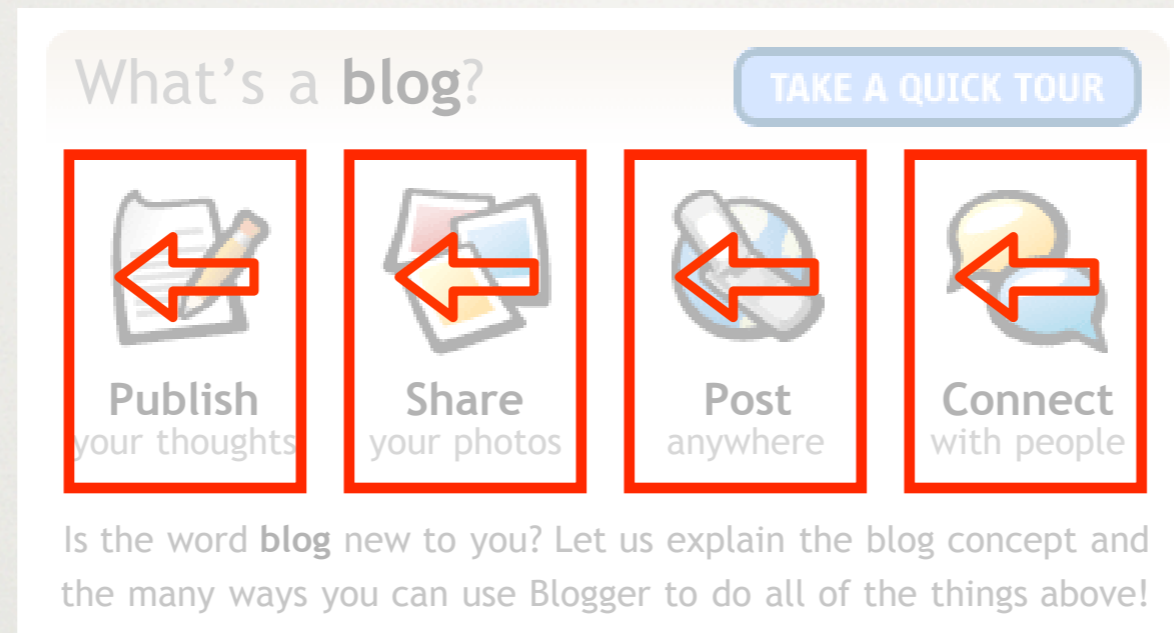 What's a blog?
TAKE A QUICK TOUR
Publish
your thoughts
Share
your photos
Post
anywhere
Connect
with people
Is the word blog new to you? Let us explain the blog concept and
the many ways you can use Blogger to do all of the things above!